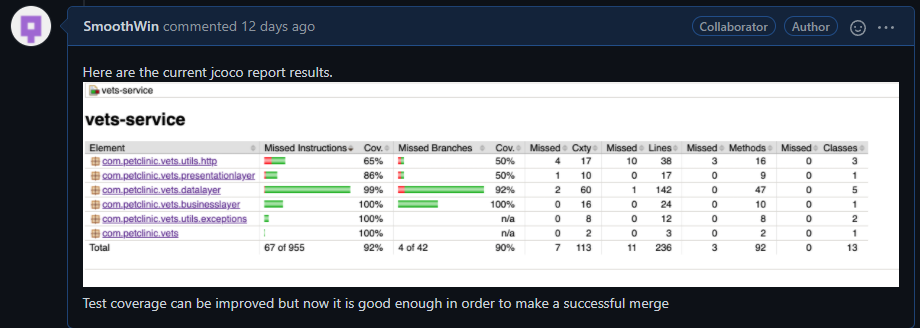 SmoothWin commented 12 days ago Collaborator Author
Here are the current jcoco report results.
vets-service
vets-service
Element Missed Instructions Cov. Missed Branches Cov. Missed Cxty Missed Lines Missed Methods Missed Classes
com.petclinic.vets.utils.http 65% 50% 4 17 10 38 3 16 0 3
com.petclinic.vets.presentationlayer 86% 50% 1 10 0 17 0 9 0 1
com.petclinic.vets.datalayer 99% 92% 2 60 1 142 0 47 0 5
com.petclinic.vets.businesslayer 100% 100% 0 16 0 24 0 10 0 1
com.petclinic.vets.utils.exceptions 100% n/a 0 8 0 12 0 8 0 2
com.petclinic.vets 100% n/a 0 2 0 3 0 2 0 1
Total 67 of 955 92% 4 of 42 90% 7 113 11 236 3 92 0 13
Test coverage can be improved but now it is good enough in order to make a successful merge